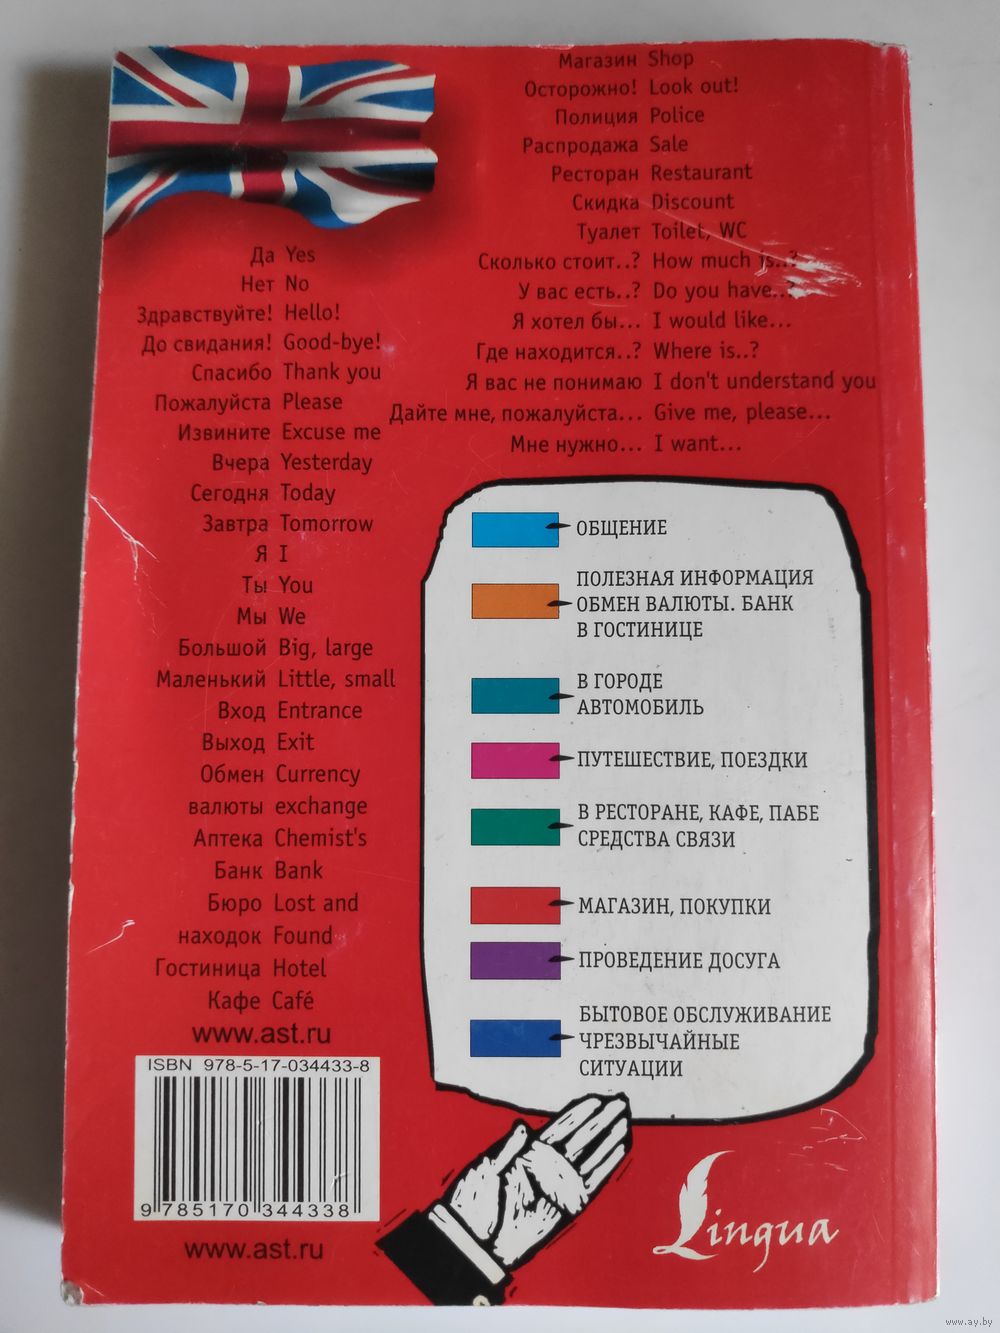 Магазин Shop
Осторожно! Look out!
Полиция Police
Распродажа Sale
Ресторан Restaurant
Скидка Discount
Туалет Toilet, WC
Сколько стоит..? How much is..?
У вас есть..? Do you have..?
Я хотел бы... I would like...
Где находится..? Where is..?
Я вас не понимаю I don't understand you
Дайте мне, пожалуйста... Give me, please...
Мне нужно... I want...
Да Yes
Нет No
Здравствуйте! Hello!
До свидания! Good-bye!
Спасибо Thank you
Пожалуйста Please
Извините Excuse me
Вчера Yesterday
Сегодня Today
Завтра Tomorrow
Я I
Ты You
Мы We
Большой Big, large
Маленький Little, small
Вход Entrance
Выход Exit
Обмен Currency
валюты exchange
Аптека Chemist's
Банк Bank
Бюро Lost and
находок Found
Гостиница Hotel
Кафе Café
www.ast.ru
ISBN 978-5-17-034433-8
9 785170 344338
www.ast.ru
ОБЩЕНИЕ
ПОЛЕЗНАЯ ИНФОРМАЦИЯ
ОБМЕН ВАЛЮТЫ. БАНК
В ГОСТИНИЦЕ
В ГОРОДЕ
АВТОМОБИЛЬ
ПУТЕШЕСТВИЕ, ПОЕЗДКИ
В РЕСТОРАНЕ, КАФЕ, ПАБЕ
СРЕДСТВА СВЯЗИ
МАГАЗИН, ПОКУПКИ
ПРОВЕДЕНИЕ ДОСУГА
БЫТОВОЕ ОБСЛУЖИВАНИЕ
ЧРЕЗВЫЧАЙНЫЕ
СИТУАЦИИ
Lingua
www.ay.by